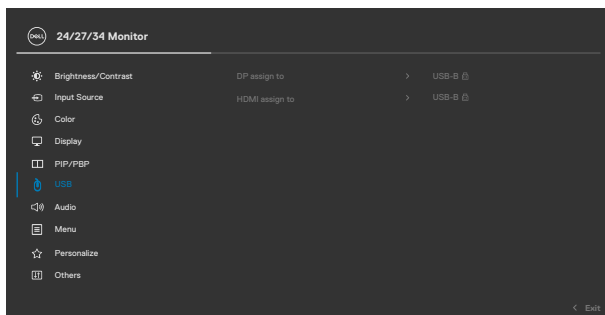 DELL 24/27/34 Monitor
Brightness/Contrast DP assign to > USB-B
Input Source HDMI assign to > USB-B
Color
Display
PIP/PBP
USB
Audio
Menu
Personalize
Others
< Exit